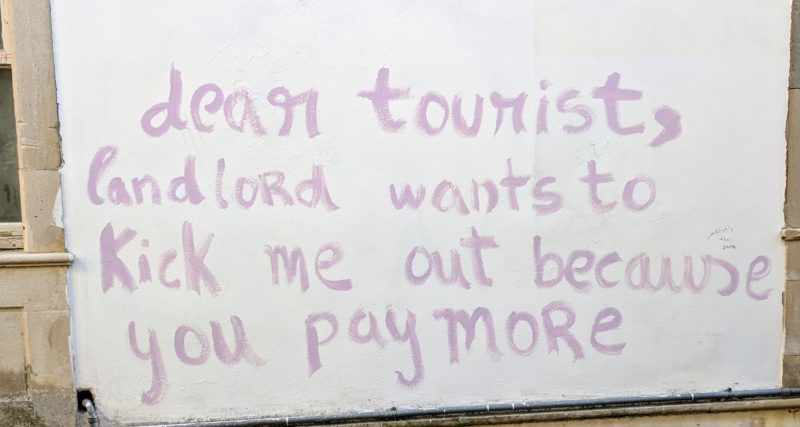 dear tourist,
landlord wants to
Kick me out because
you pay more